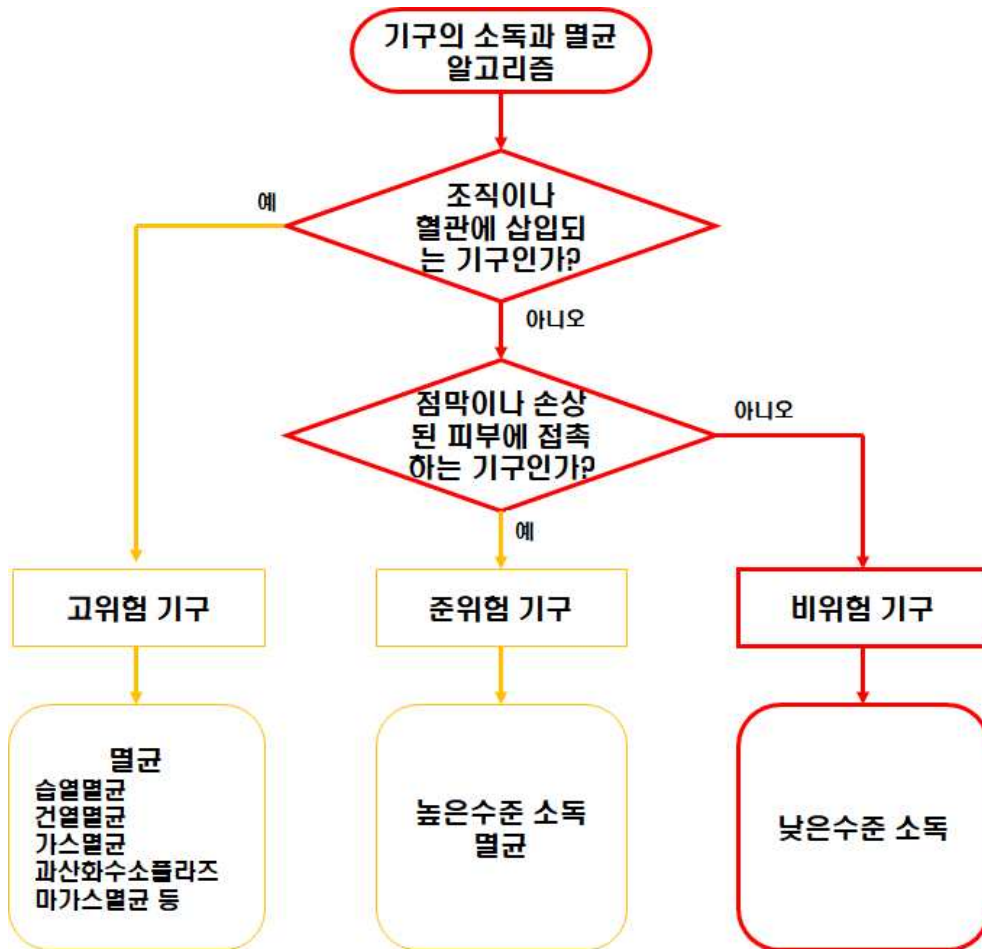 기구의 소독과 멸균
알고리즘
조직이나
혈관에 삽입되
는 기구인가?
예
아니오
점막이나 손상
된 피부에 접촉
하는 기구인가?
아니오
예
고위험 기구
준위험 기구
비위험 기구
멸균
습열멸균
건열멸균
가스멸균
과산화수소플라즈
마가스멸균 등
높은수준 소독
멸균
낮은수준 소독